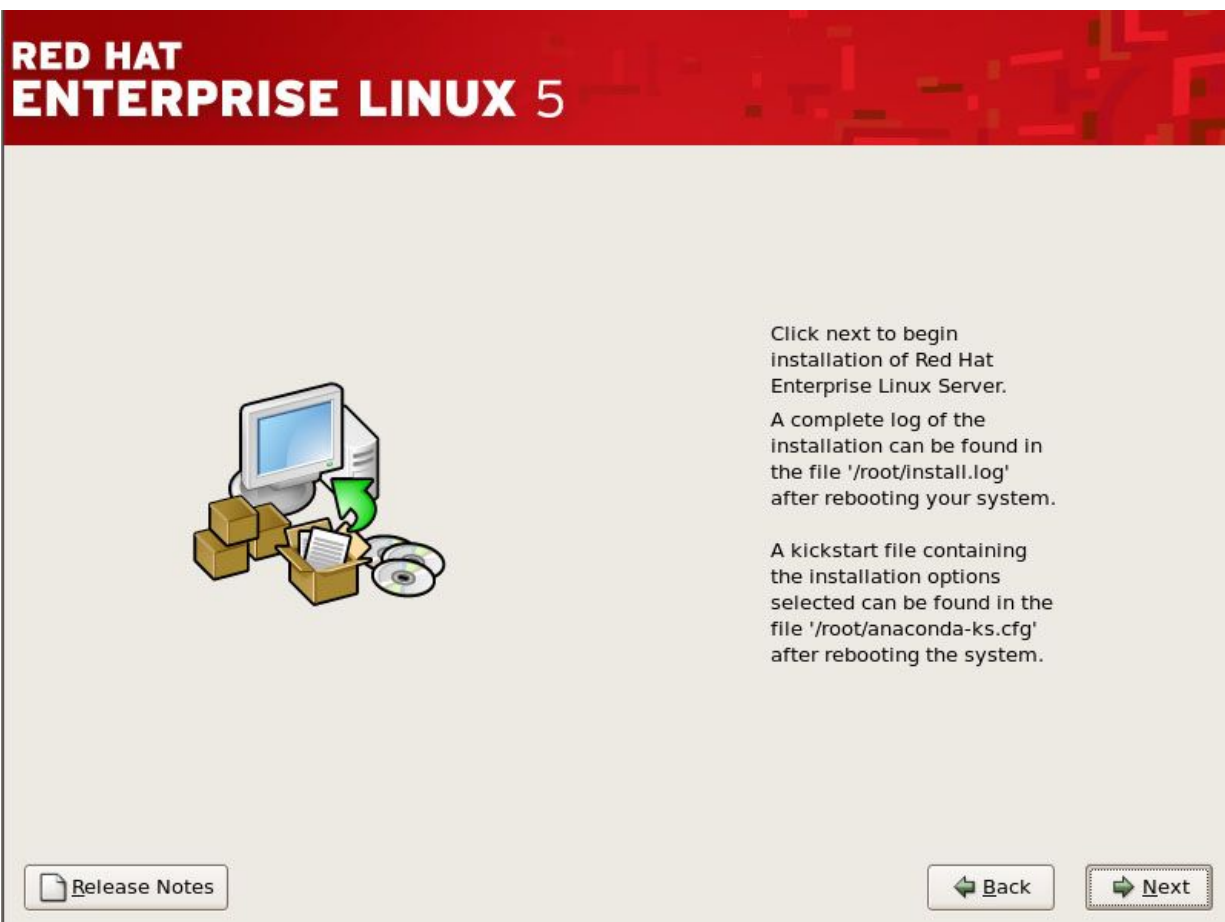 RED HAT
ENTERPRISE LINUX 5
Click next to begin
installation of Red Hat
Enterprise Linux Server.
A complete log of the
installation can be found in
the file '/root/install.log'
after rebooting your system.
A kickstart file containing
the installation options
selected can be found in the
file '/root/anaconda-ks.cfg'
after rebooting the system.
Release Notes
Back
Next